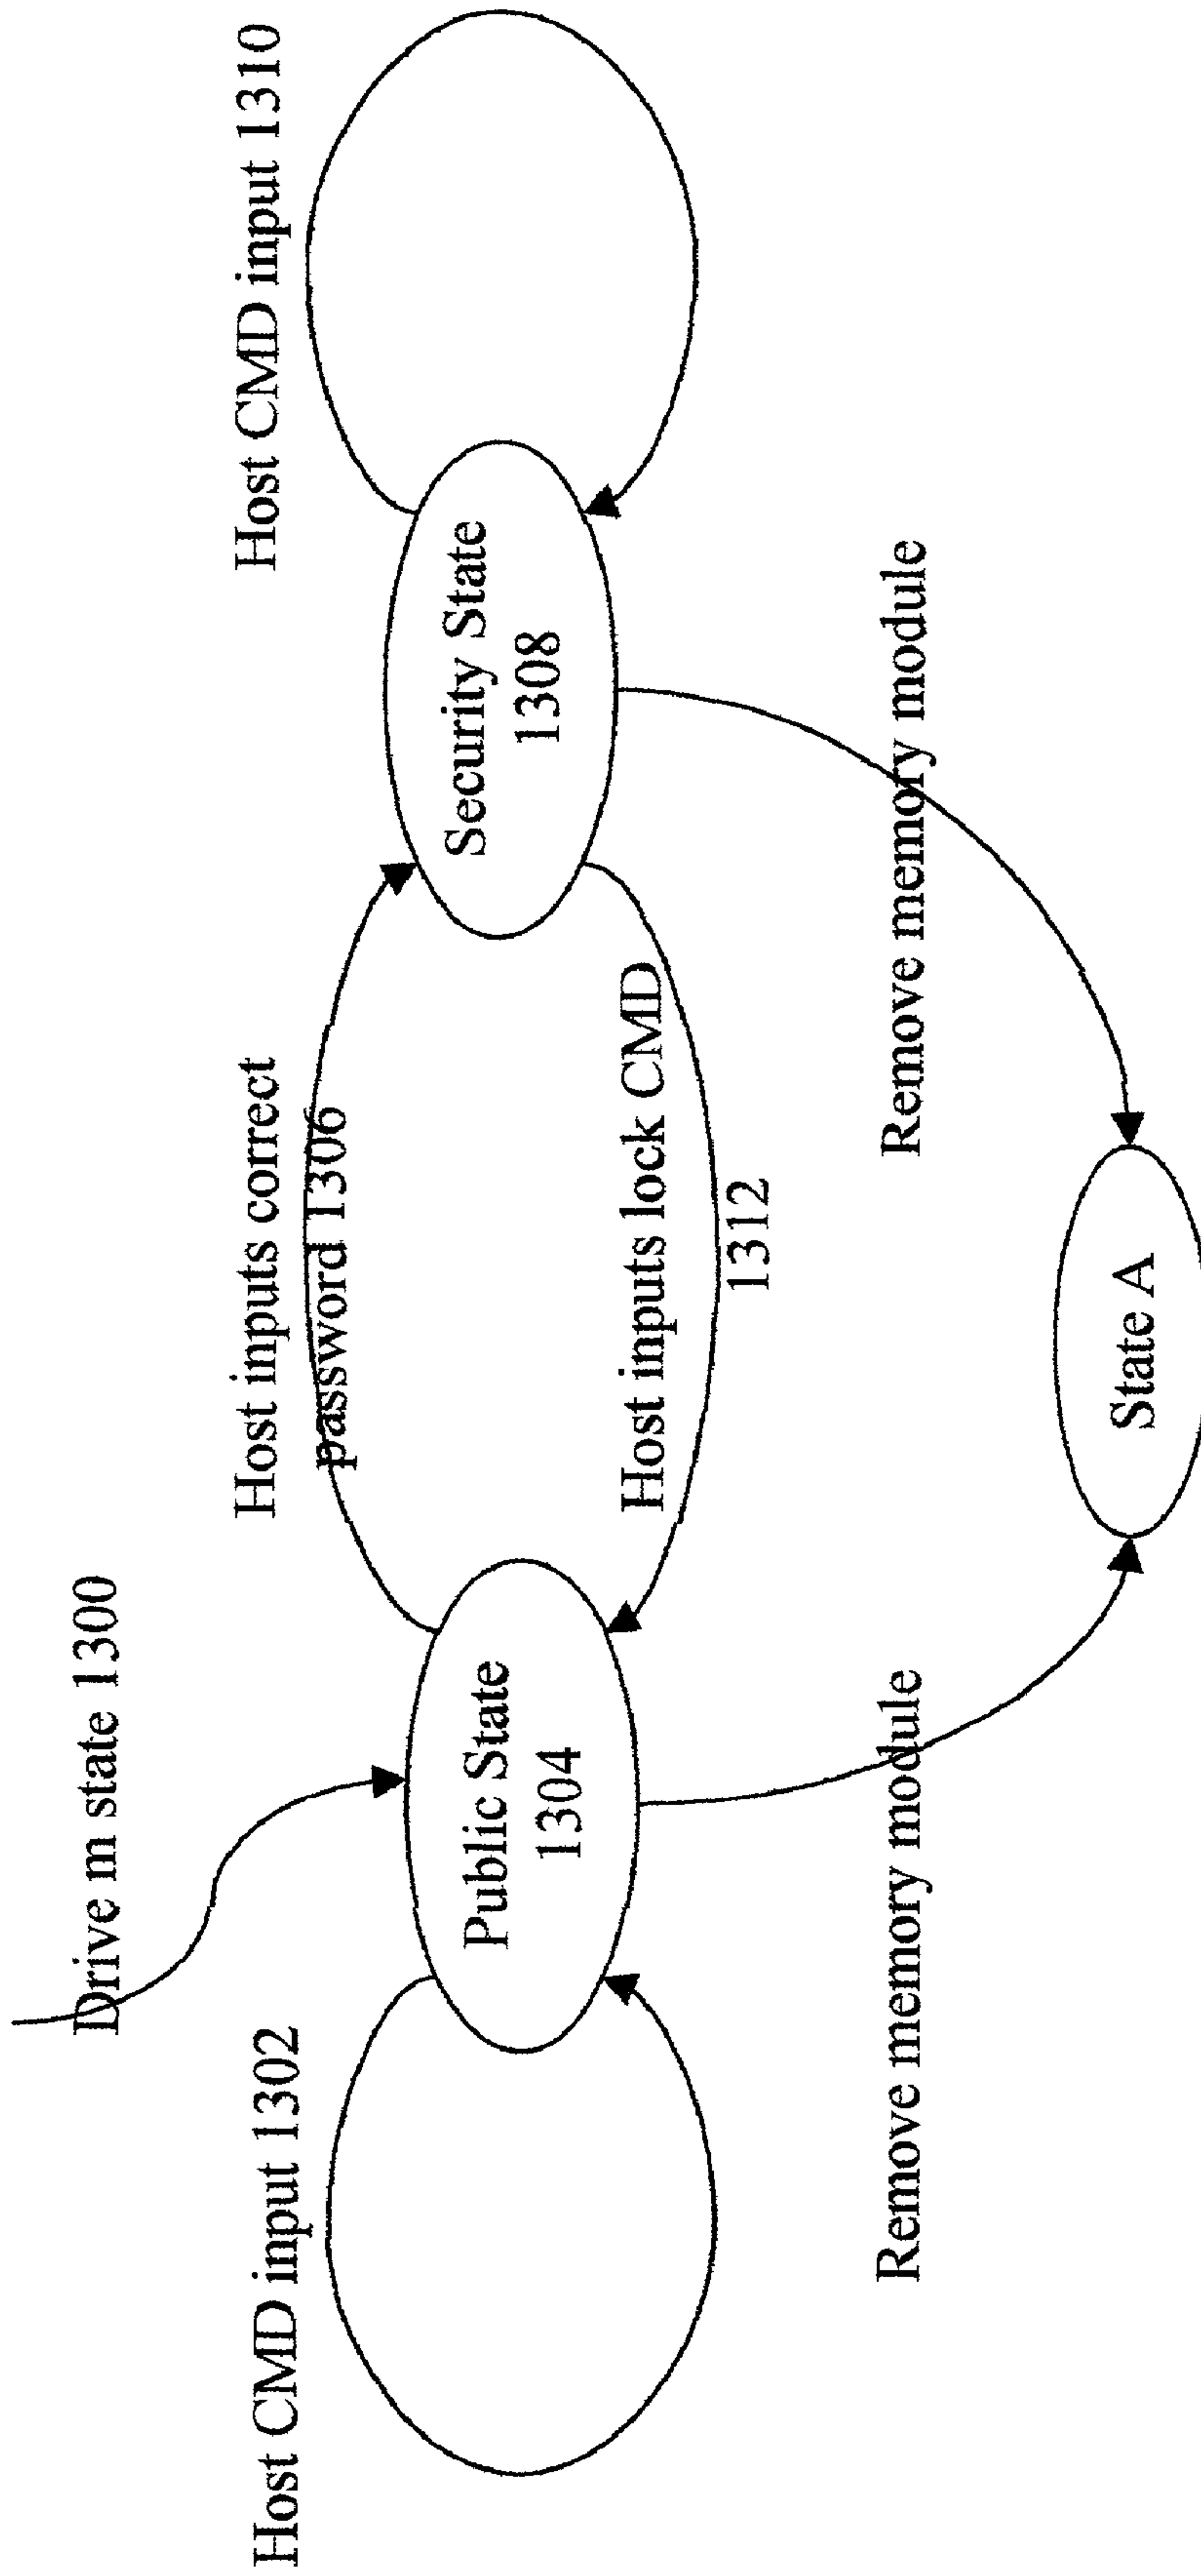 Drive m state 1300
Host CMD input 1302
Host inputs correct
password 1306
Host CMD input 1310
Public State
1304
Security State
1308
Host inputs lock CMD
1312
Remove memory module
Remove memory module
State A